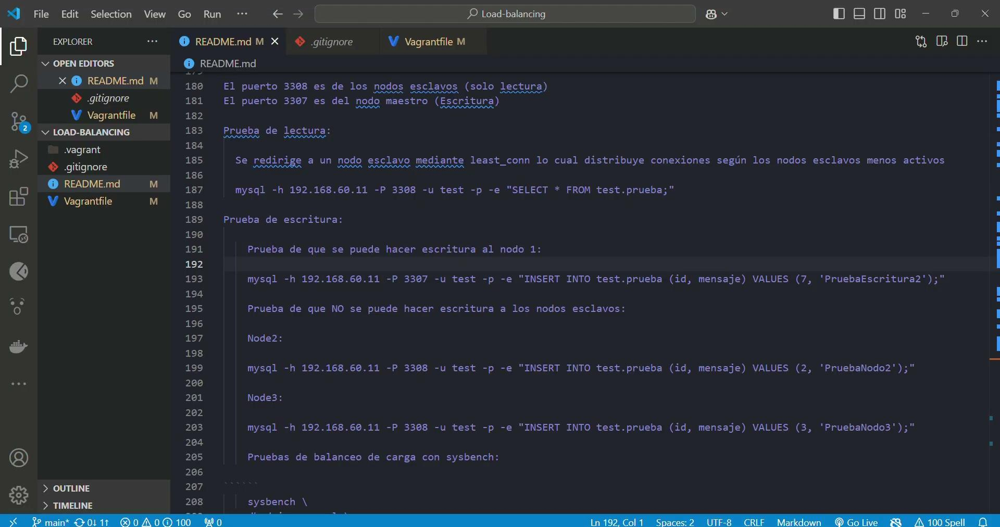 File Edit Selection View Go Run ··· Load-balancing
EXPLORER ···
README.md M
.gitignore
Vagrantfile M
OPEN EDITORS
README.md M
.gitignore
Vagrantfile M
2
LOAD-BALANCING
.vagrant
.gitignore
README.md M
Vagrantfile M
OUTLINE
TIMELINE
README.md
180 El puerto 3308 es de los nodos esclavos (solo lectura)
181 El puerto 3307 es del nodo maestro (Escritura)
182
183 Prueba de lectura:
184
185 Se redirige a un nodo esclavo mediante least_conn lo cual distribuye conexiones según los nodos esclavos menos activos
186
187 mysql -h 192.168.60.11 -P 3308 -u test -p -e "SELECT * FROM test.prueba;"
188
189 Prueba de escritura:
190
191 Prueba de que se puede hacer escritura al nodo 1:
192
193 mysql -h 192.168.60.11 -P 3307 -u test -p -e "INSERT INTO test.prueba (id, mensaje) VALUES (7, 'PruebaEscritura2');"
194
195 Prueba de que NO se puede hacer escritura a los nodos esclavos:
196
197 Node2:
198
199 mysql -h 192.168.60.11 -P 3308 -u test -p -e "INSERT INTO test.prueba (id, mensaje) VALUES (2, 'PruebaNodo2');"
200
201 Node3:
202
203 mysql -h 192.168.60.11 -P 3308 -u test -p -e "INSERT INTO test.prueba (id, mensaje) VALUES (3, 'PruebaNodo3');"
204
205 Pruebas de balanceo de carga con sysbench:
206
207 ``````
208 sysbench \
main* 0↓ 1↑ 0 0 100 0 Ln 192, Col 1 Spaces: 2 UTF-8 CRLF Markdown Go Live 100 Spell